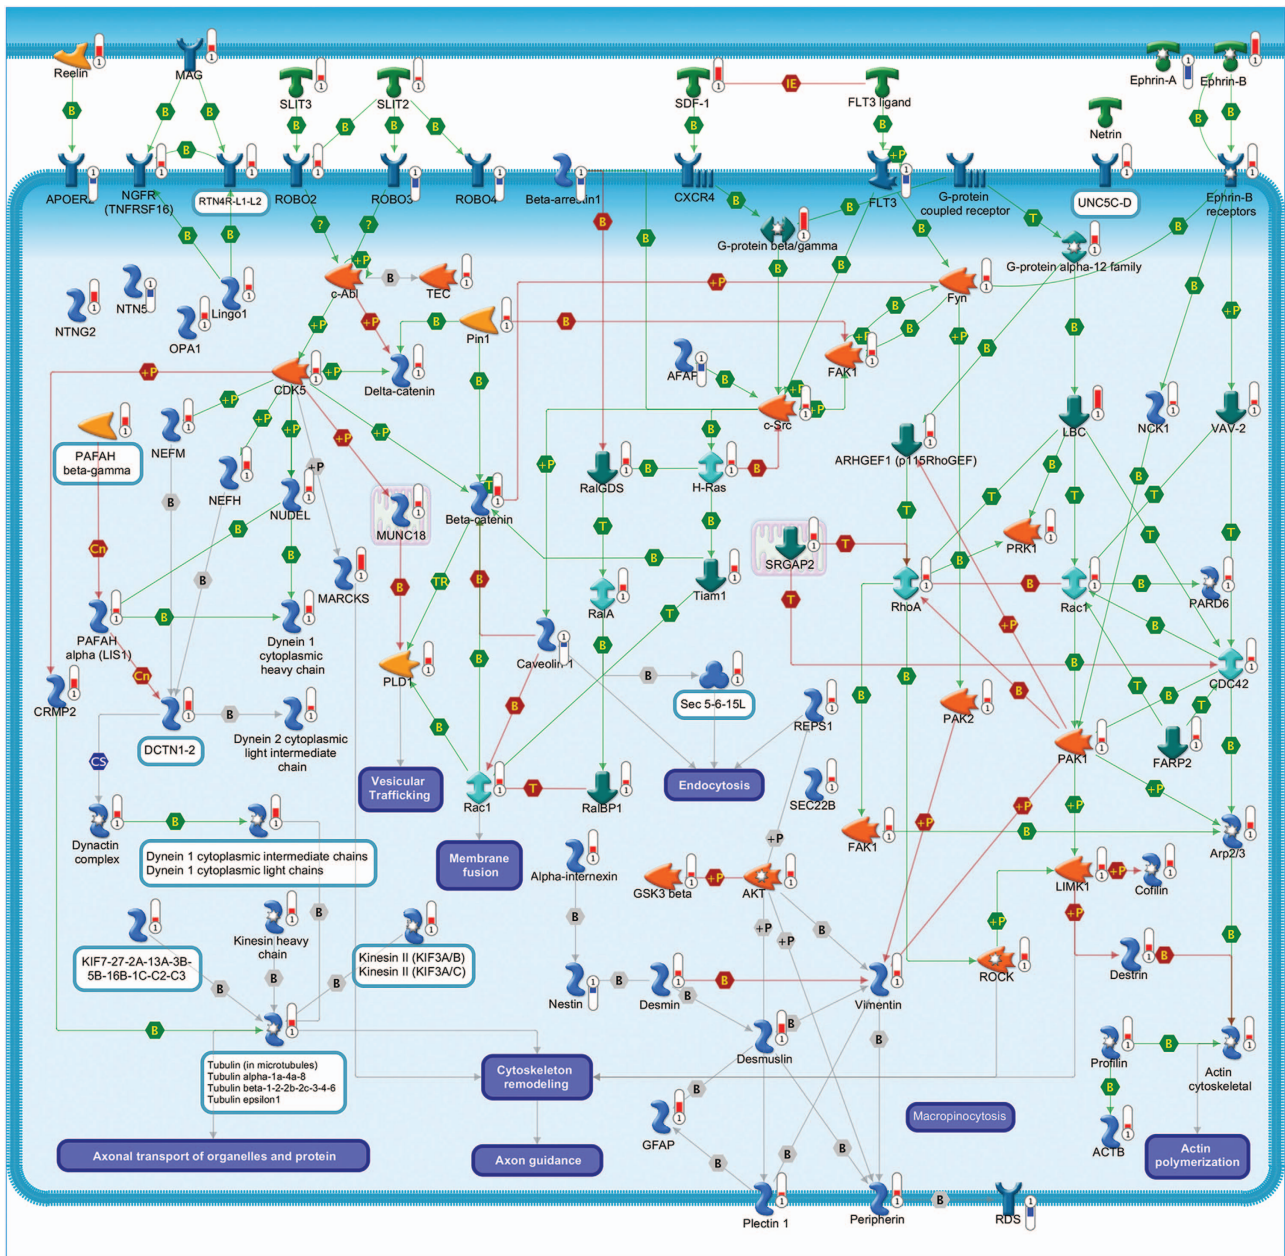 Reelin
MAG
SLIT3
SLIT2
SDF-1
IE
FLT3 ligand
Ephrin-A
Ephrin-B
Netrin
APOER2
NGFR
(TNFRSF16)
RTN4R-L1-L2
ROBO2
ROBO3
ROBO4
Beta-arrestin1
CXCR4
FLT3
G-protein
coupled receptor
UNC5C-D
Ephrin-B
receptors
G-protein beta/gamma
G-protein alpha-12 family
NTNG2
NTN5
OPA1
Lingo1
c-Abl
TEC
Fyn
Pin1
Delta-catenin
CDK5
AFAP
FAK1
c-Src
PAFAH
beta-gamma
NEFM
NEFH
NUDEL
MUNC18
Beta-catenin
RalGDS
H-Ras
ARHGEF1 (p115RhoGEF)
LBC
NCK1
VAV-2
MARCKS
SRGAP2
PRK1
PAFAH
alpha (LIS1)
Dynein 1
cytoplasmic
heavy chain
RalA
Tiam1
RhoA
Rac1
PARD6
Caveolin 1
PLD1
CRMP2
DCTN1-2
Dynein 2 cytoplasmic
light intermediate
chain
Sec 5-6-15L
REPS1
PAK2
PAK1
FARP2
CDC42
Vesicular
Trafficking
Rac1
RalBP1
Endocytosis
SEC22B
Dynactin
complex
Dynein 1 cytoplasmic intermediate chains
Dynein 1 cytoplasmic light chains
Membrane
fusion
Alpha-internexin
GSK3 beta
AKT
FAK1
LIMK1
Cofilin
Arp2/3
KIF7-27-2A-13A-3B-
5B-16B-1C-C2-C3
Kinesin heavy
chain
Kinesin II (KIF3A/B)
Kinesin II (KIF3A/C)
Nestin
Desmin
Vimentin
ROCK
Destrin
Tubulin (in microtubules)
Tubulin alpha-1a-4a-8
Tubulin beta-1-2-2b-2c-3-4-6
Tubulin epsilon1
Cytoskeleton
remodeling
Desmuslin
Profilin
Actin
cytoskeletal
GFAP
Macropinocytosis
ACTB
Axonal transport of organelles and protein
Axon guidance
Actin
polymerization
Plectin 1
Peripherin
RDS